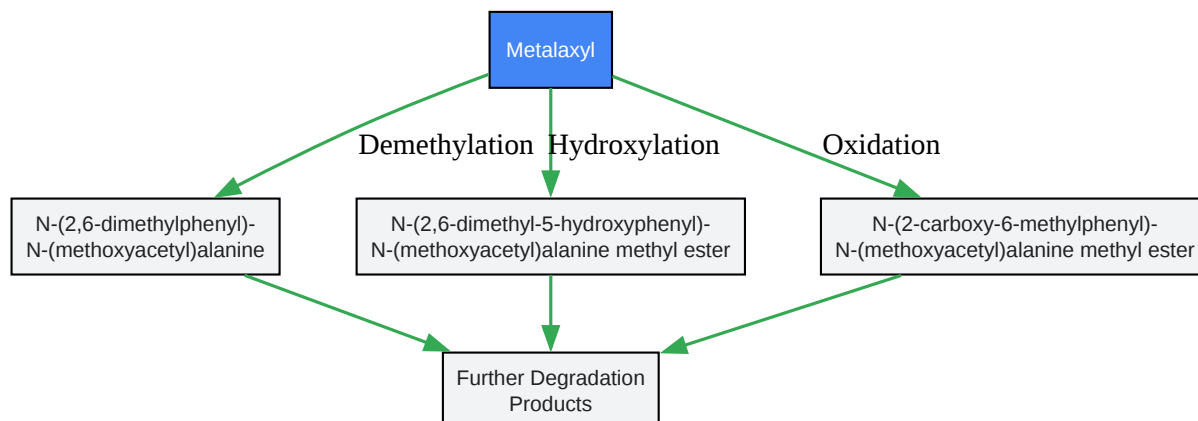 Metalaxyl
Demethylation
Hydroxylation
Oxidation
N-(2,6-dimethylphenyl)-
N-(methoxyacetyl)alanine
N-(2,6-dimethyl-5-hydroxyphenyl)-
N-(methoxyacetyl)alanine methyl ester
N-(2-carboxy-6-methylphenyl)-
N-(methoxyacetyl)alanine methyl ester
Further Degradation
Products